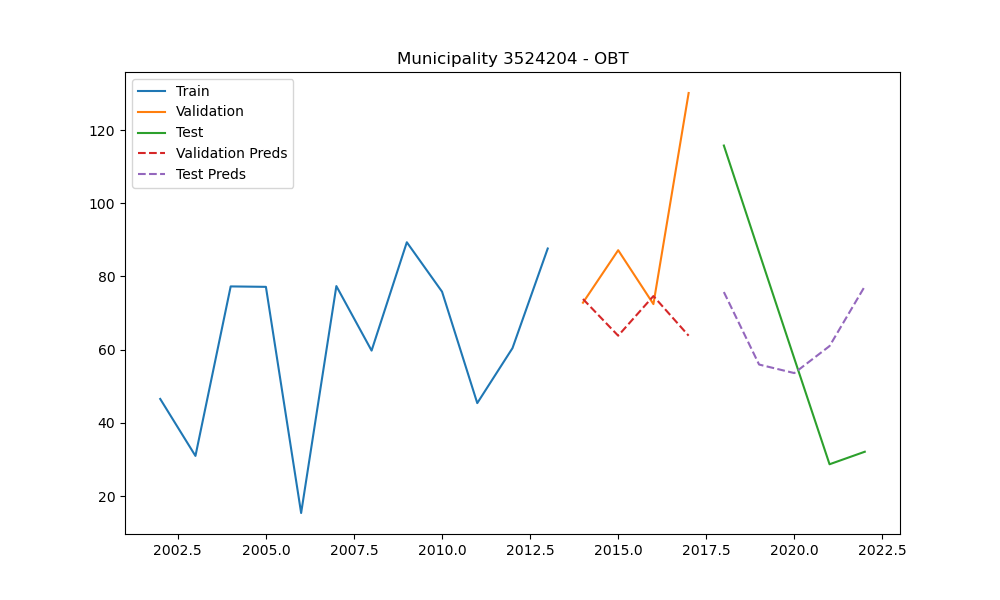 Municipality 3524204 - OBT
Train
Validation
Test
Validation Preds
Test Preds
120
100
80
60
40
20
2002.5 2005.0 2007.5 2010.0 2012.5 2015.0 2017.5 2020.0 2022.5